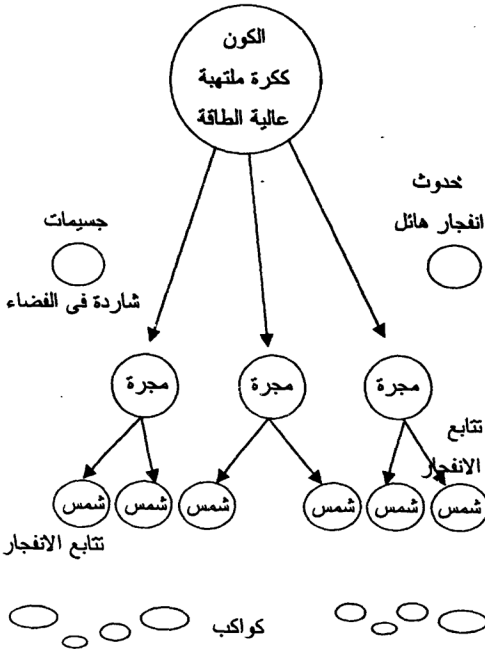 الكون
ككرة ملتهبة
عالية الطاقة
حدوث
انفجار هائل
جسيمات
شاردة فى الفضاء
مجرة
مجرة
مجرة
تتابع
الانفجار
شمس
شمس
شمس
شمس
شمس
شمس
تتابع الانفجار
كواكب